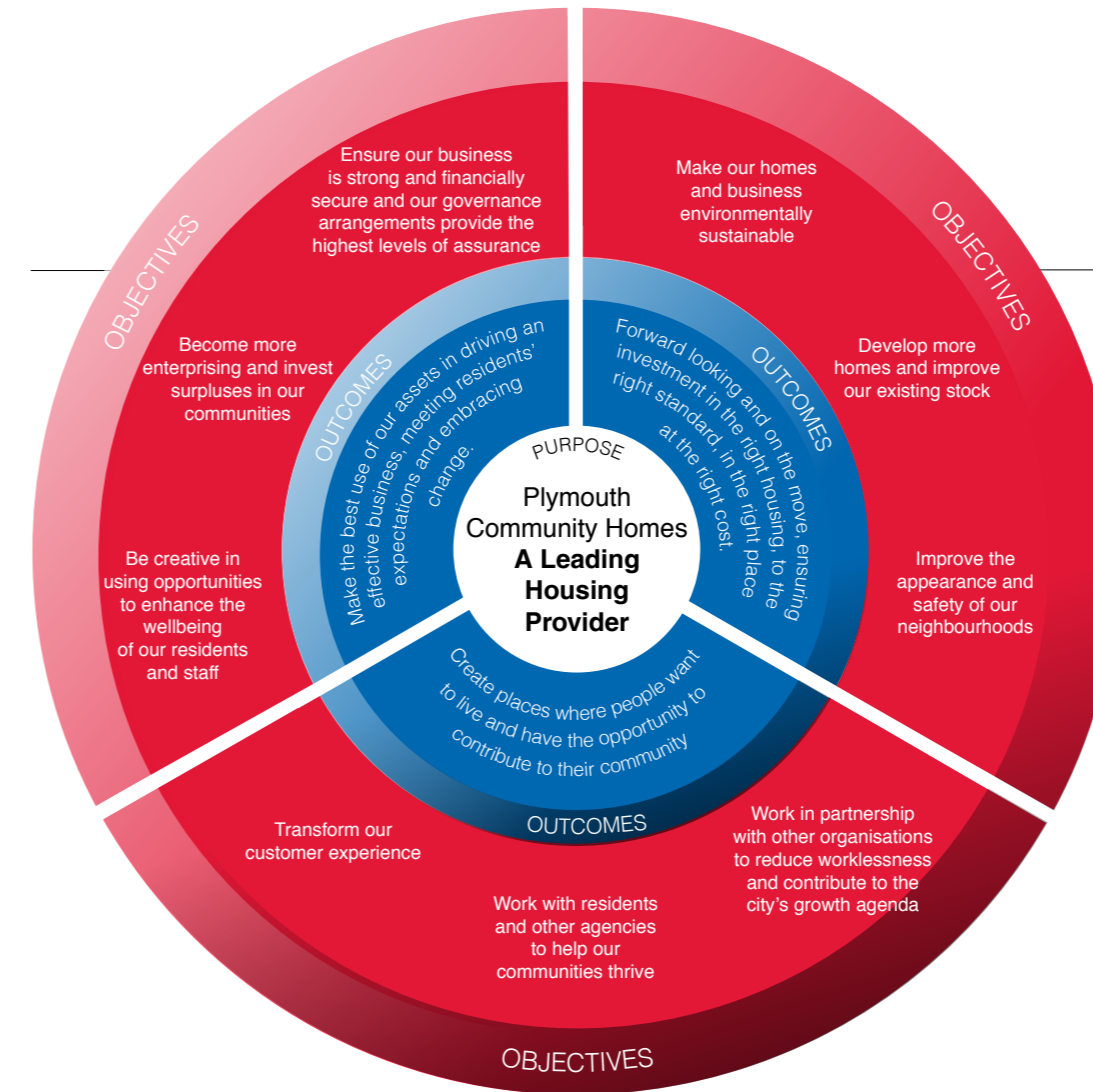 OBJECTIVES
Ensure our business
is strong and financially
secure and our governance
arrangements provide the
highest levels of assurance
Become more
enterprising and invest
surpluses in our
communities
Be creative in
using opportunities
to enhance the
wellbeing
of our residents
and staff
OUTCOMES
Make the best use of our assets in driving an
effective business, meeting residents’
expectations and embracing
change.
OBJECTIVES
Make our homes
and business
environmentally
sustainable
Develop more
homes and improve
our existing stock
Improve the
appearance and
safety of our
neighbourhoods
OUTCOMES
Forward looking and on the move, ensuring
investment in the right housing, to the
right standard, in the right place
at the right cost.
PURPOSE
Plymouth
Community Homes
A Leading
Housing
Provider
Create places where people want
to live and have the opportunity to
contribute to their community
OUTCOMES
Transform our
customer experience
Work with residents
and other agencies
to help our
communities thrive
Work in partnership
with other organisations
to reduce worklessness
and contribute to the
city’s growth agenda
OBJECTIVES